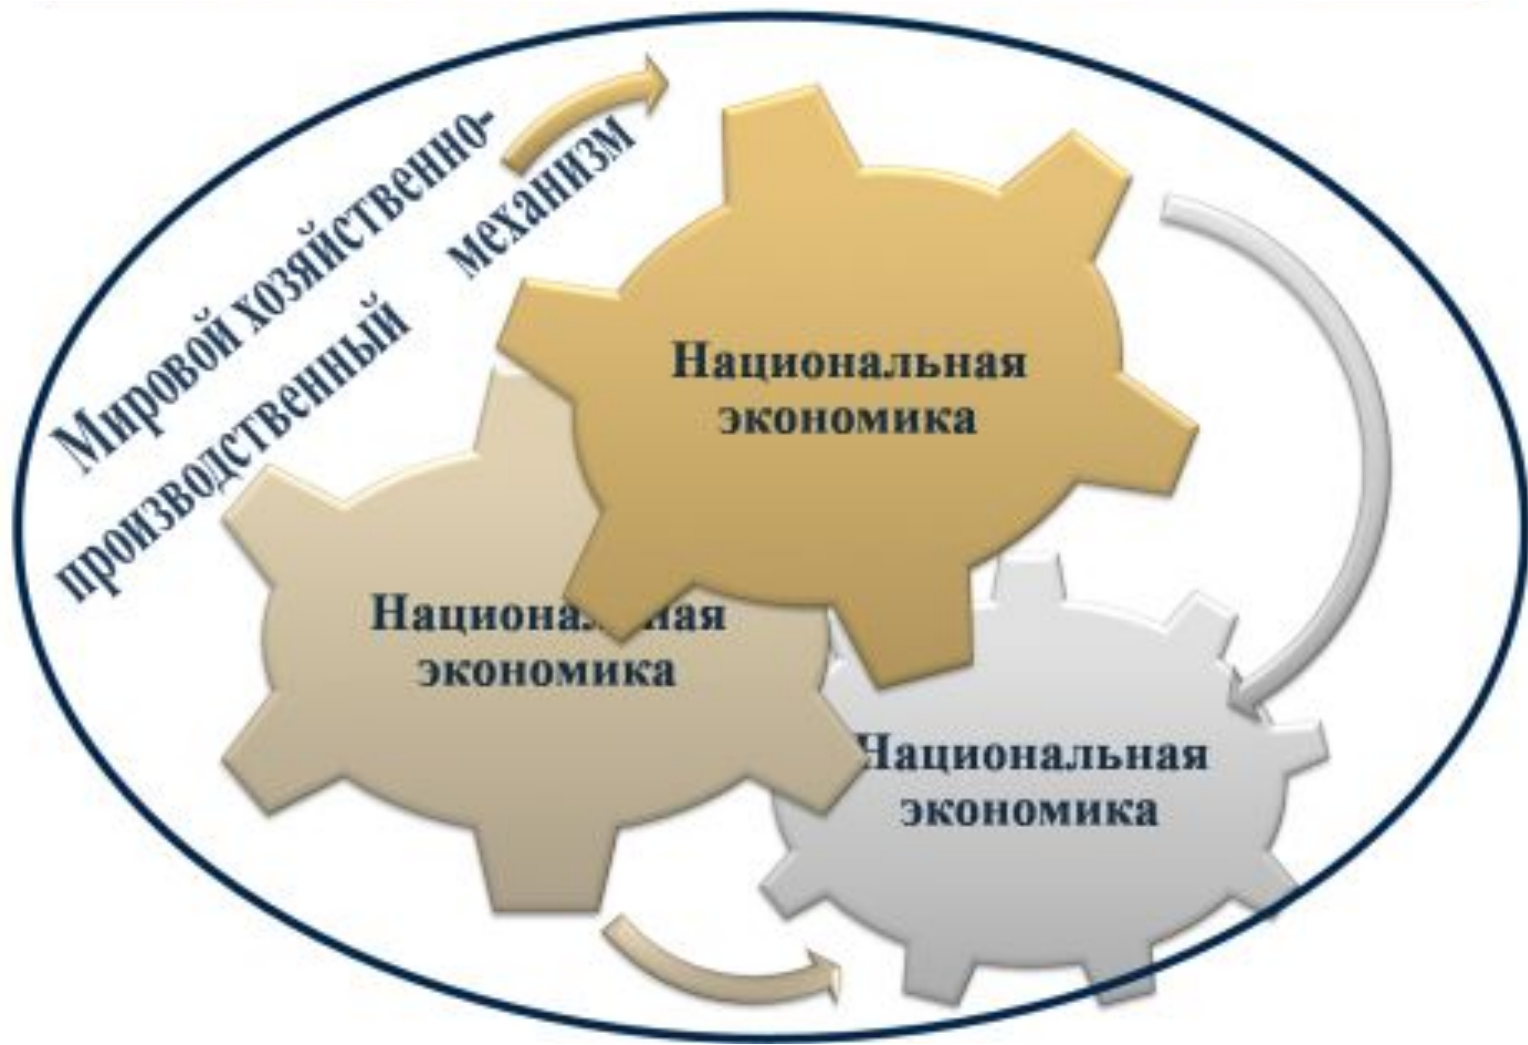 Мировой хозяйственно-
производственный механизм
Национальная
экономика
Национальная
экономика
Национальная
экономика